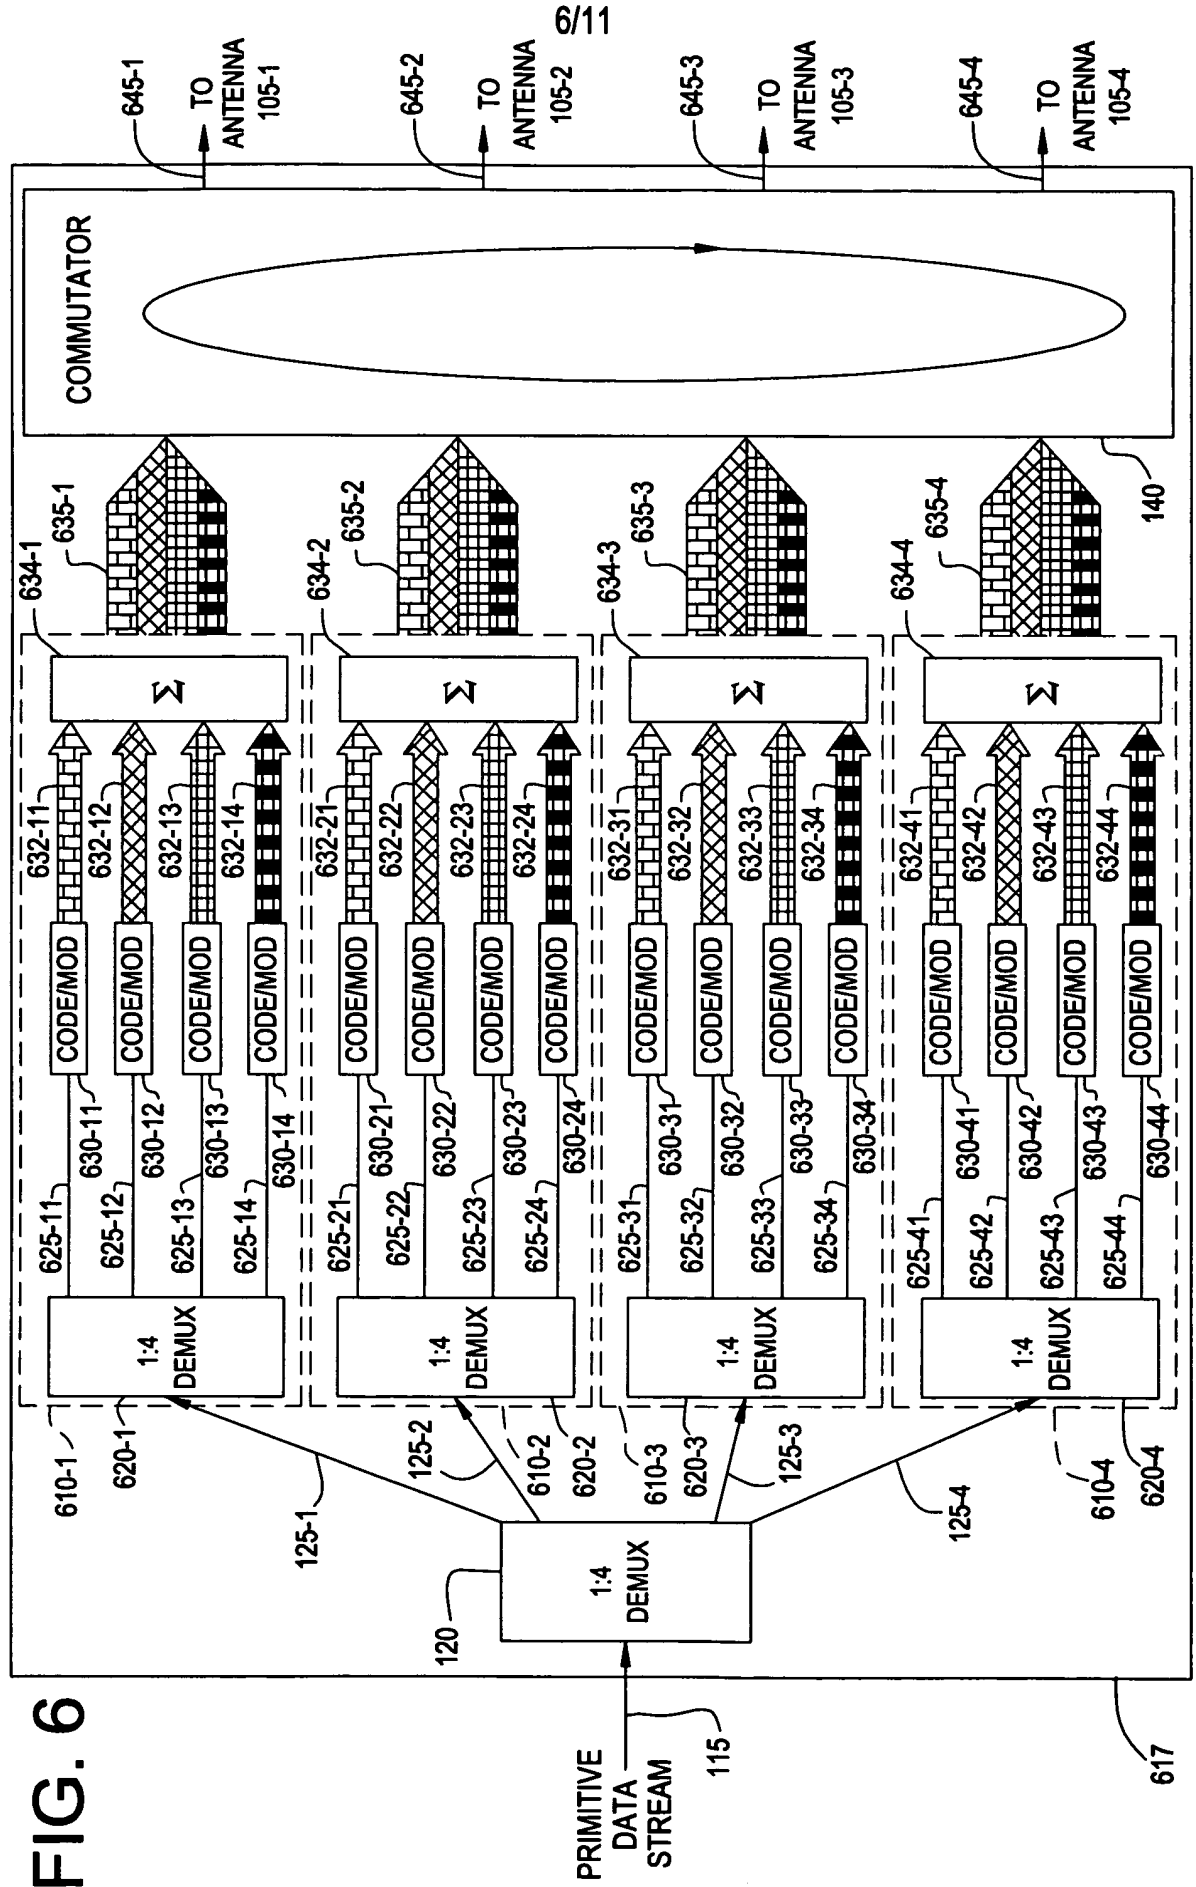 6/11
FIG. 6
PRIMITIVE
DATA
STREAM
115
617
120
1:4
DEMUX
125-1
125-2
125-3
125-4
610-1
620-1
1:4
DEMUX
625-11
625-12
625-13
625-14
630-11
630-12
630-13
630-14
CODE/MOD
CODE/MOD
CODE/MOD
CODE/MOD
632-11
632-12
632-13
632-14
634-1
Σ
635-1
610-2
620-2
1:4
DEMUX
625-21
625-22
625-23
625-24
630-21
630-22
630-23
630-24
CODE/MOD
CODE/MOD
CODE/MOD
CODE/MOD
632-21
632-22
632-23
632-24
634-2
Σ
635-2
610-3
620-3
1:4
DEMUX
625-31
625-32
625-33
625-34
630-31
630-32
630-33
630-34
CODE/MOD
CODE/MOD
CODE/MOD
CODE/MOD
632-31
632-32
632-33
632-34
634-3
Σ
635-3
610-4
620-4
1:4
DEMUX
625-41
625-42
625-43
625-44
630-41
630-42
630-43
630-44
CODE/MOD
CODE/MOD
CODE/MOD
CODE/MOD
632-41
632-42
632-43
632-44
634-4
Σ
635-4
COMMUTATOR
140
645-1
TO
ANTENNA
105-1
645-2
TO
ANTENNA
105-2
645-3
TO
ANTENNA
105-3
645-4
TO
ANTENNA
105-4